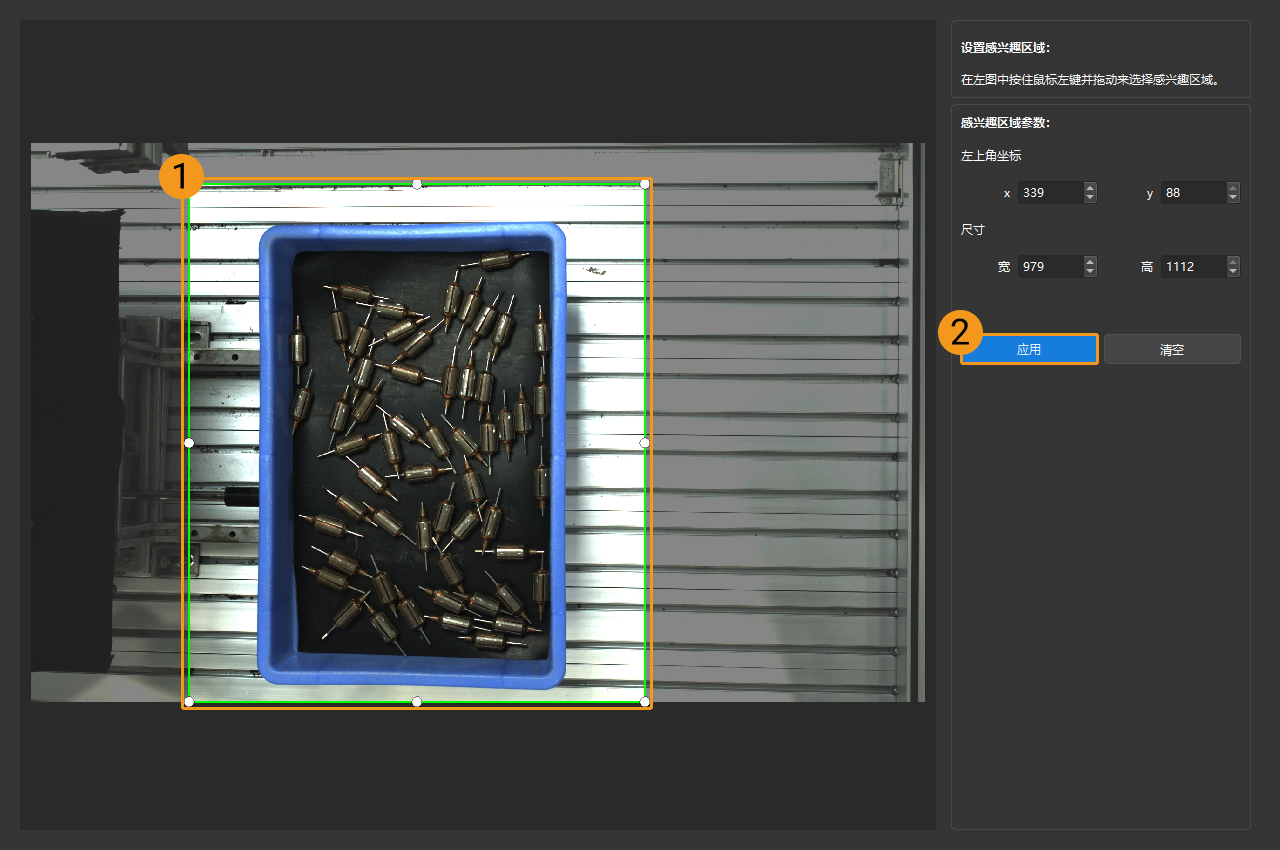 设置感兴趣区域：
在左图中按住鼠标左键并拖动来选择感兴趣区域。
感兴趣区域参数：
左上角坐标
x 339 y 88
尺寸
宽 979 高 1112
应用 清空
1
2